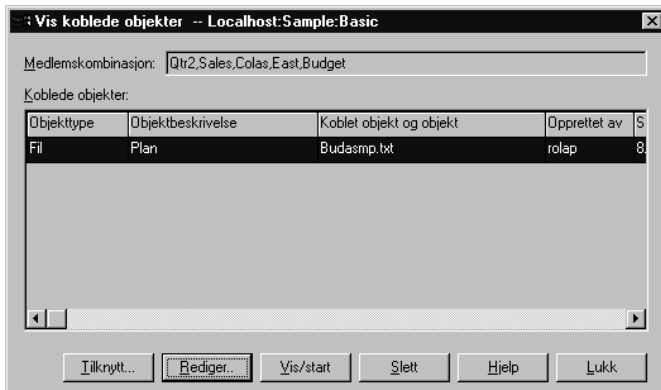 Vis koblede objekter -- Localhost:Sample:Basic
Medlemskombinasjon: Qtr2,Sales,Colas,East,Budget
Koblede objekter:
Objekttype Objektbeskrivelse Koblet objekt og objekt Opprettet av S
Fil Plan Budasmp.txt rolap 8.
Tilknytt... Rediger.. Vis/start Slett Hjelp Lukk